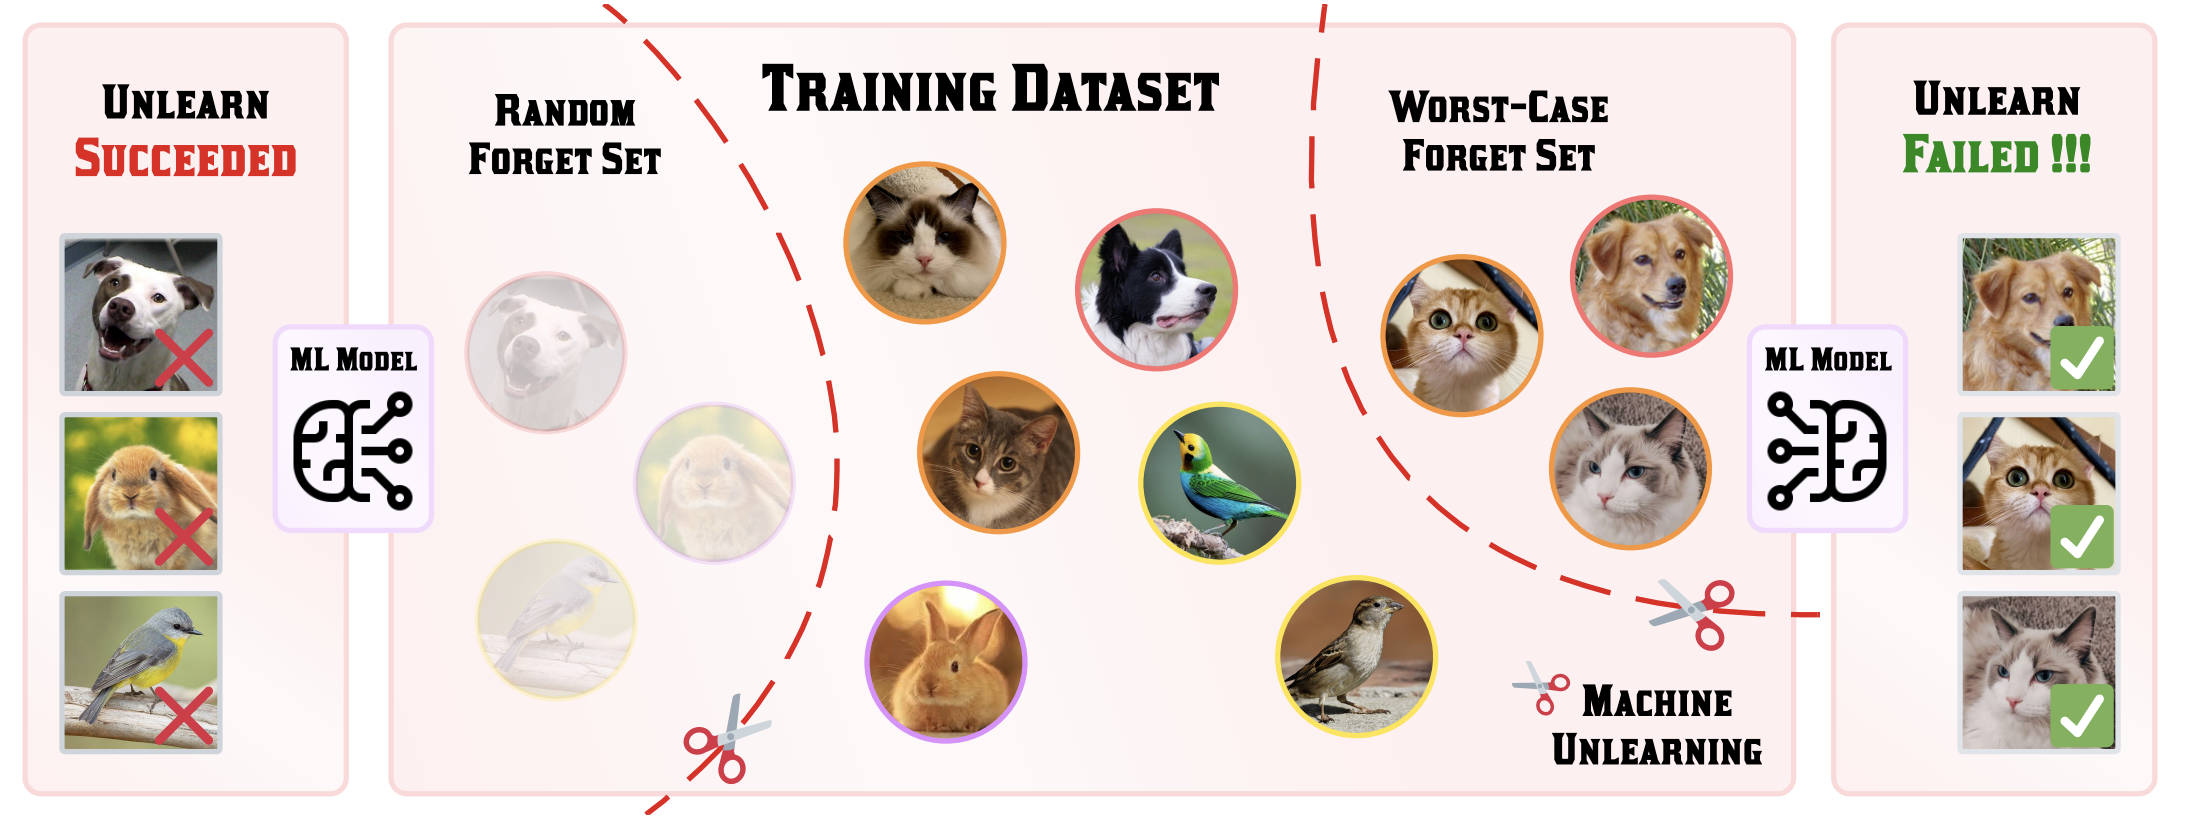 Unlearn
Succeeded
ML Model
Random
Forget Set
Training Dataset
Worst-Case
Forget Set
Machine
Unlearning
ML Model
Unlearn
Failed !!!